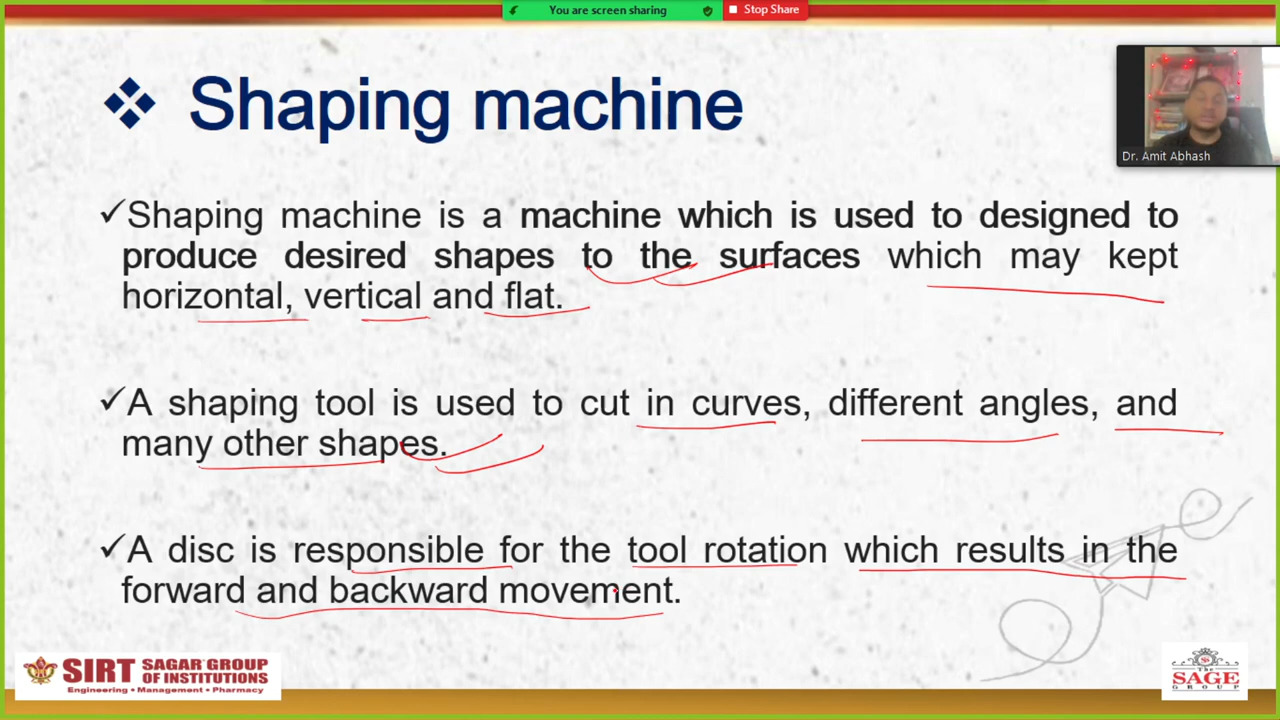 You are screen sharing
Stop Share
Shaping machine
Dr. Amit Abhash
✓Shaping machine is a machine which is used to designed to
produce desired shapes to the surfaces which may kept
horizontal, vertical and flat.
✓A shaping tool is used to cut in curves, different angles, and
many other shapes.
✓A disc is responsible for the tool rotation which results in the
forward and backward movement.
SIRT SAGAR GROUP
OF INSTITUTIONS
Engineering • Management • Pharmacy
The
SAGE
GROUP